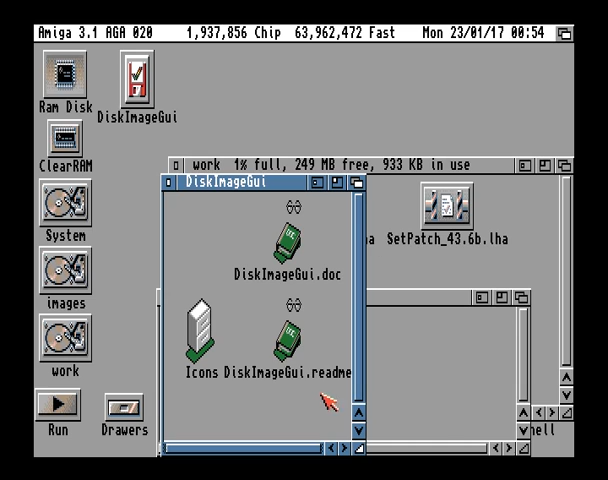 Amiga 3.1 AGA 020 1,937,856 Chip 63,962,472 Fast Mon 23/01/17 00:54
Ram Disk
DiskImageGui
ClearRAM
work 1% full, 249 MB free, 933 KB in use
DiskImageGui
System
ha
SetPatch_43.6b.lha
DiskImageGui.doc
images
work
Icons
DiskImageGui.readme
Run
Drawers
hell